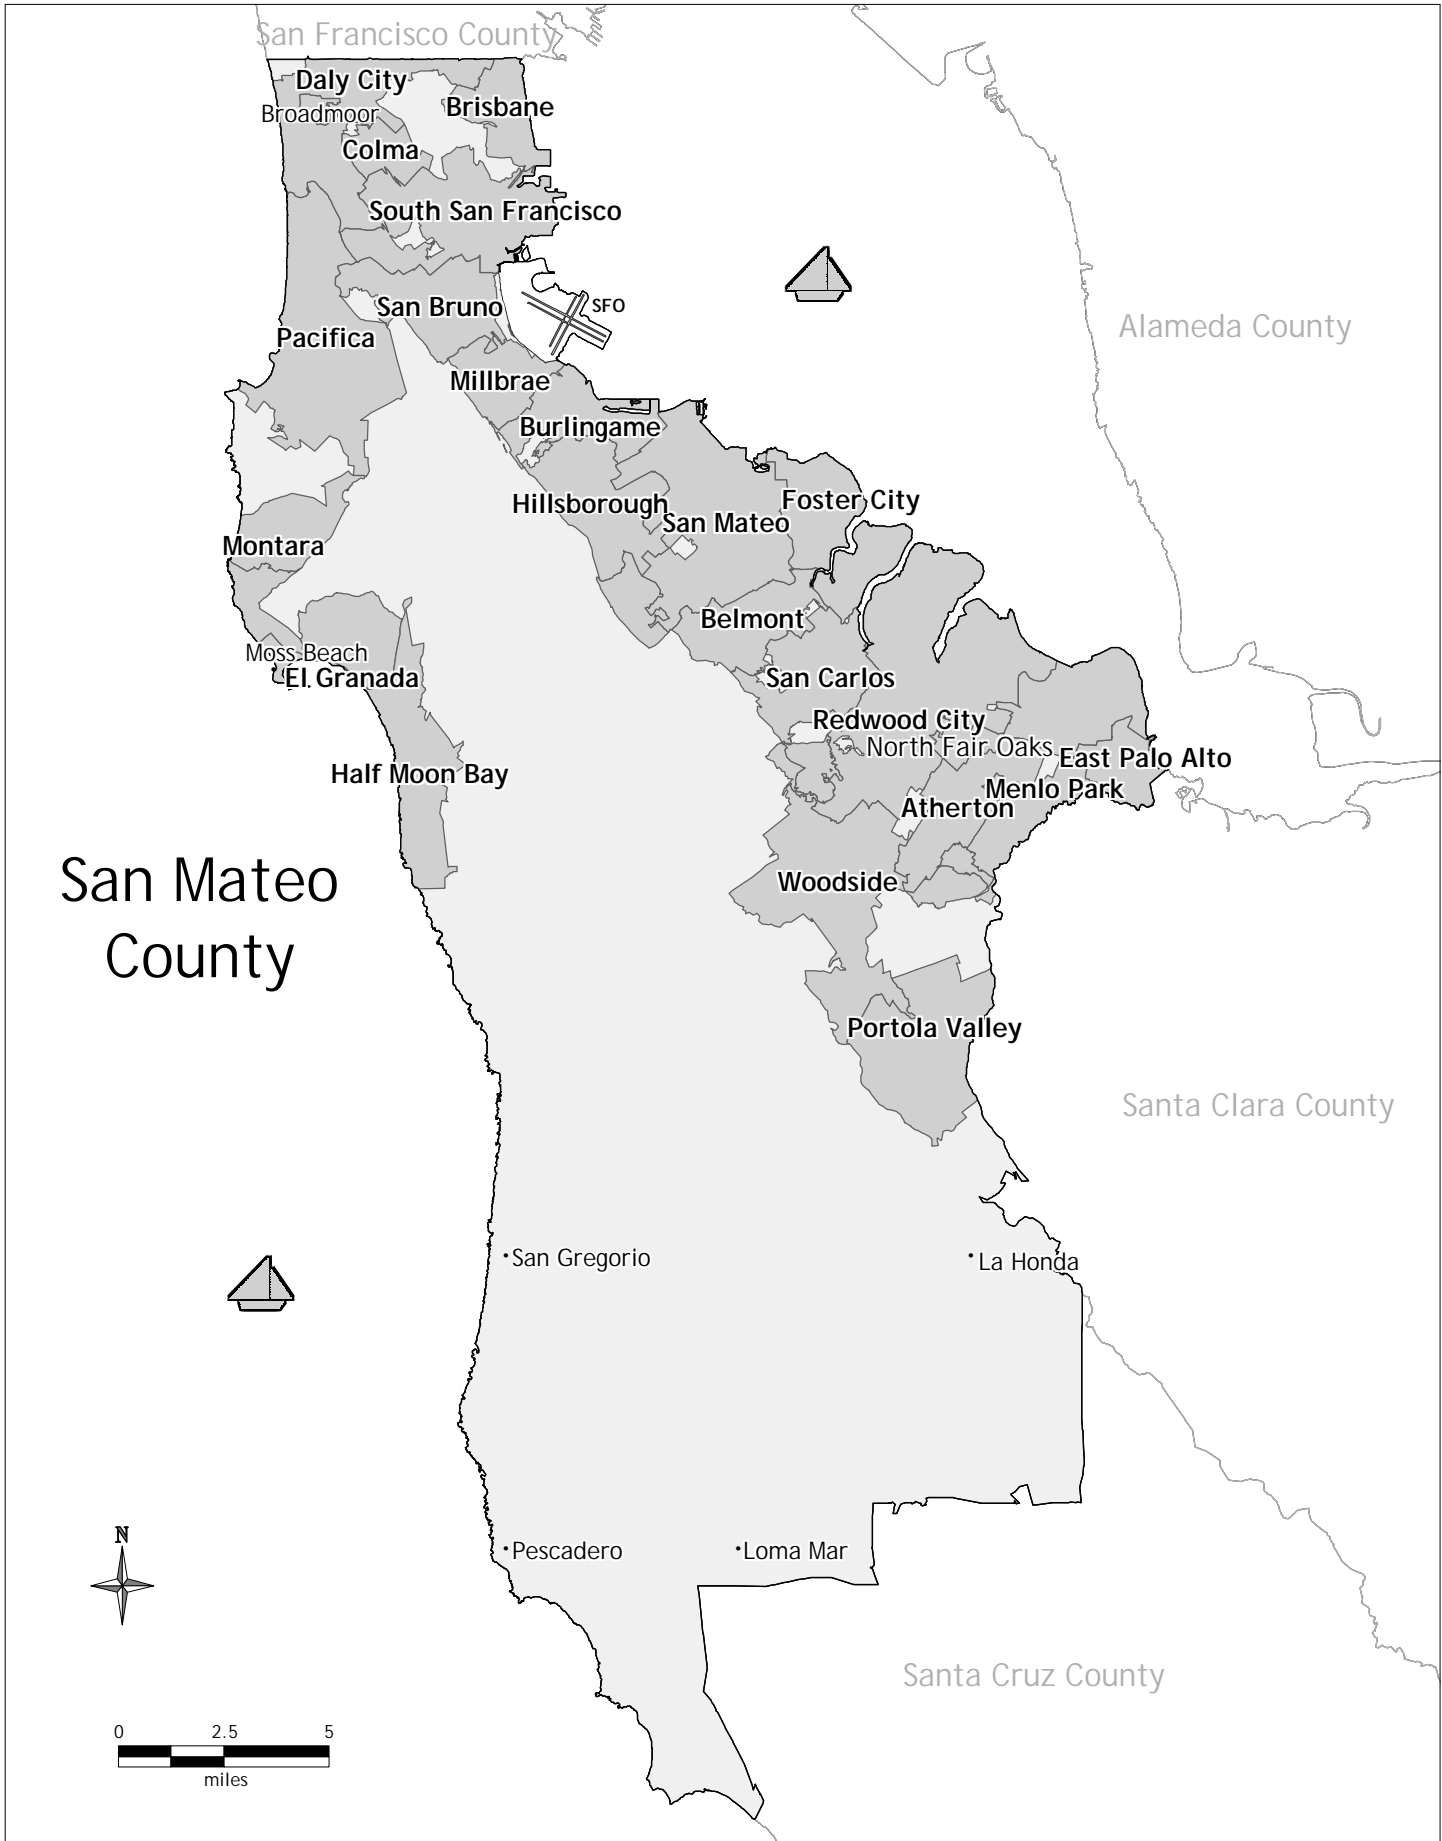 San Francisco County
Daly City
Brisbane
Broadmoor
Colma
South San Francisco
SFO
San Bruno
Alameda County
Pacifica
Millbrae
Burlingame
Foster City
Hillsborough
San Mateo
Montara
Belmont
Moss Beach
El Granada
San Carlos
Redwood City
North Fair Oaks
East Palo Alto
Half Moon Bay
Menlo Park
Atherton
San Mateo
County
Woodside
Portola Valley
Santa Clara County
San Gregorio
La Honda
N
Pescadero
Loma Mar
Santa Cruz County
0 2.5 5
miles